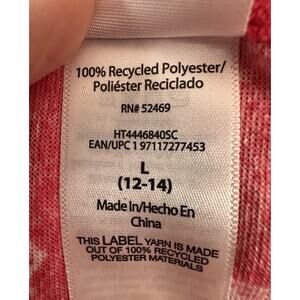 100% Recycled Polyester/
Poliéster Reciclado
RN# 52469
HT4446840SC
EAN/UPC 1 97117277453
L
(12-14)
Made In/Hecho En
China
THIS LABEL YARN IS MADE
OUT OF 100% RECYCLED
POLYESTER MATERIALS